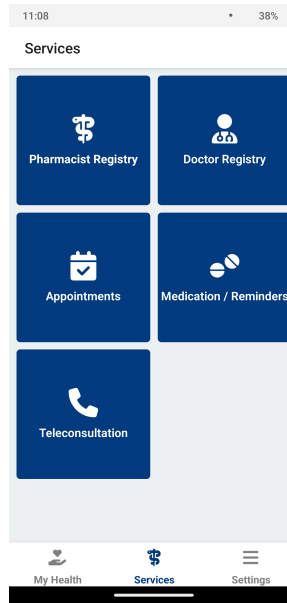 11:08 38%
Services
Pharmacist Registry
Doctor Registry
Appointments
Medication / Reminders
Teleconsultation
My Health
Services
Settings